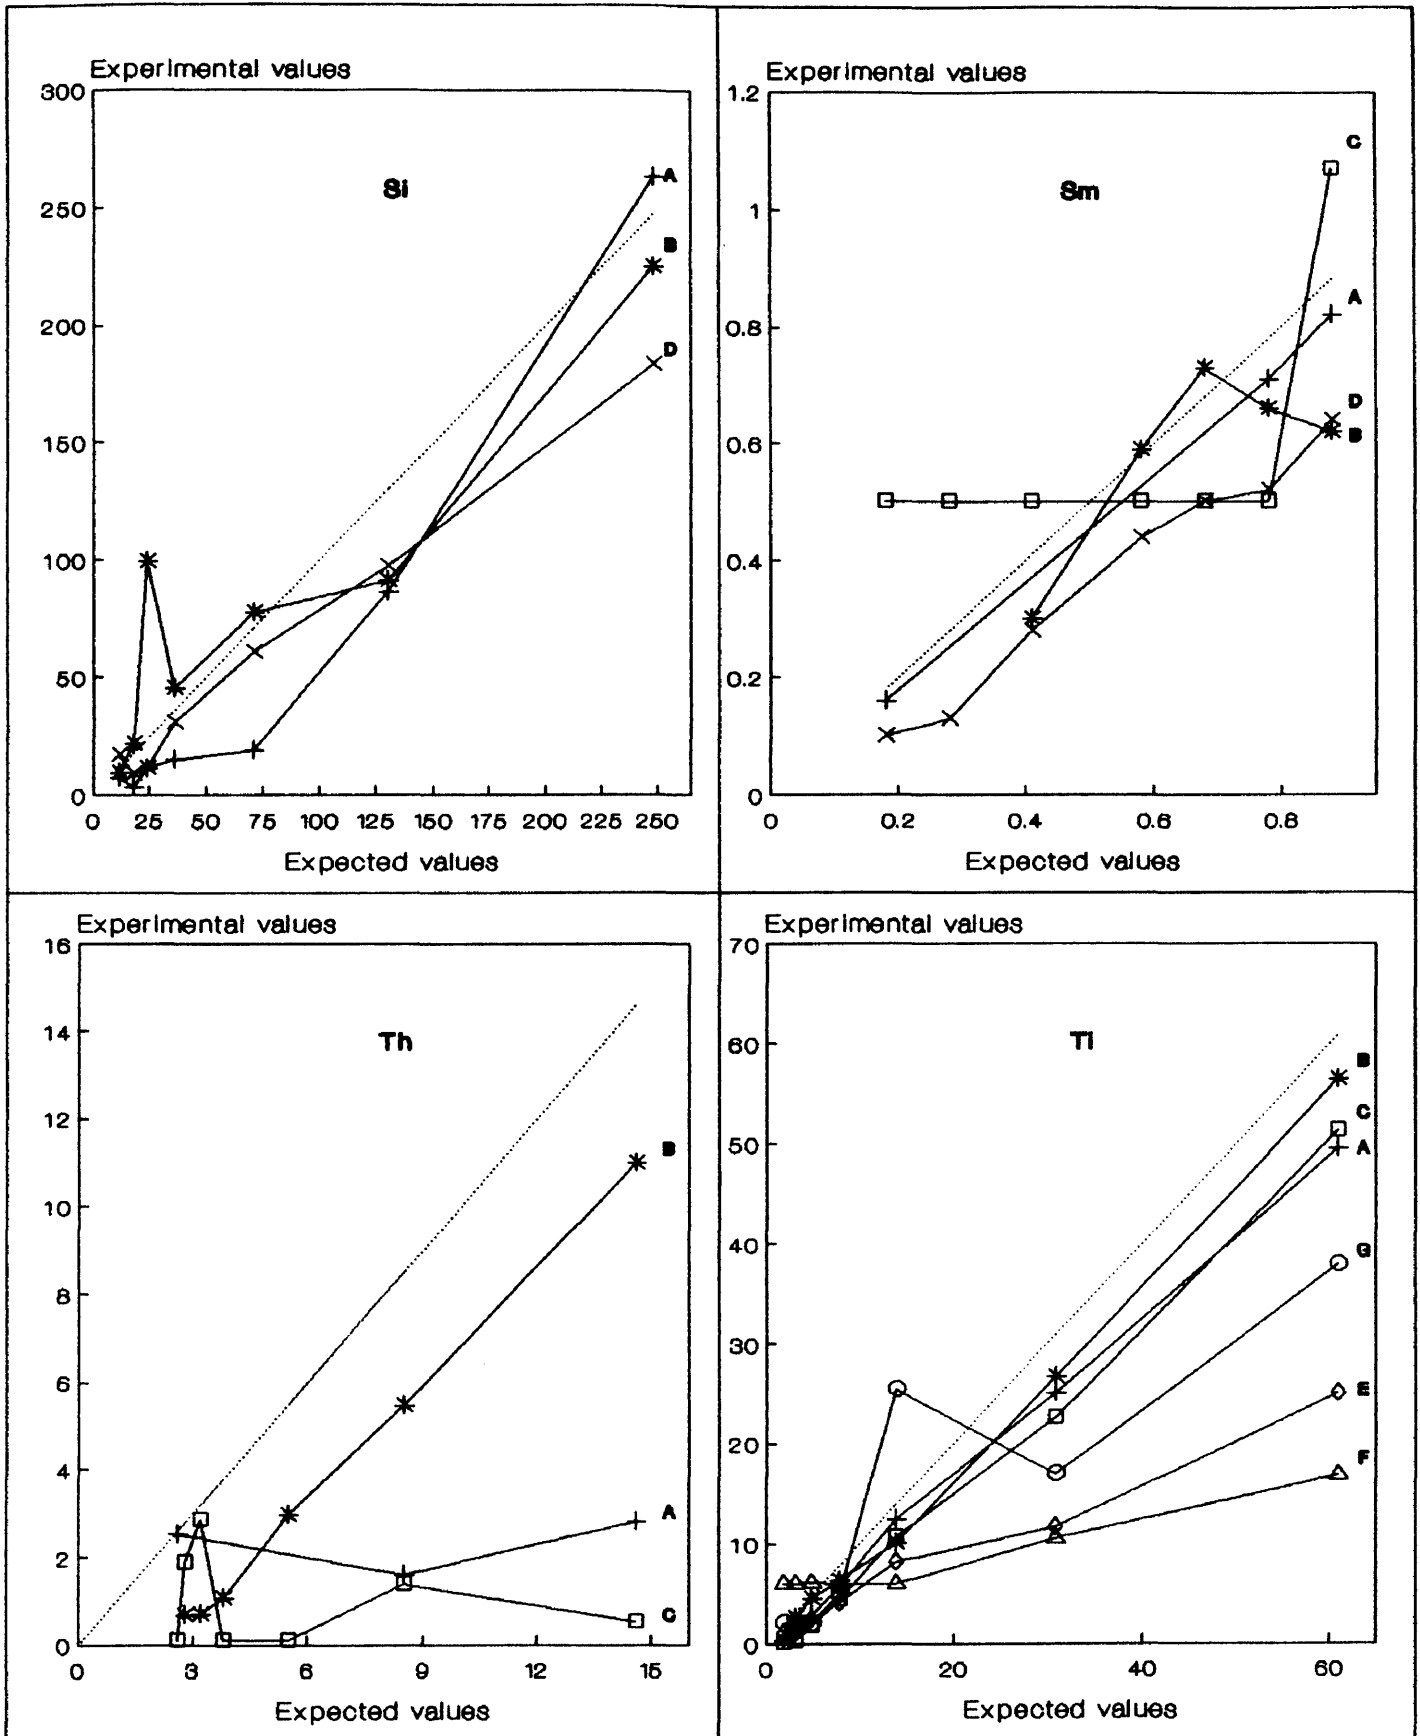 Experimental values
300
250
200
150
100
50
0
Si
A
B
D
0 25 50 75 100 125 150 175 200 225 250
Expected values
Experimental values
1.2
1
0.8
0.6
0.4
0.2
0
Sm
C
A
D
B
0 0.2 0.4 0.6 0.8
Expected values
Experimental values
16
14
12
10
8
6
4
2
0
Th
B
A
C
0 3 6 9 12 15
Expected values
Experimental values
70
60
50
40
30
20
10
0
Ti
B
C
A
G
E
F
0 20 40 60
Expected values